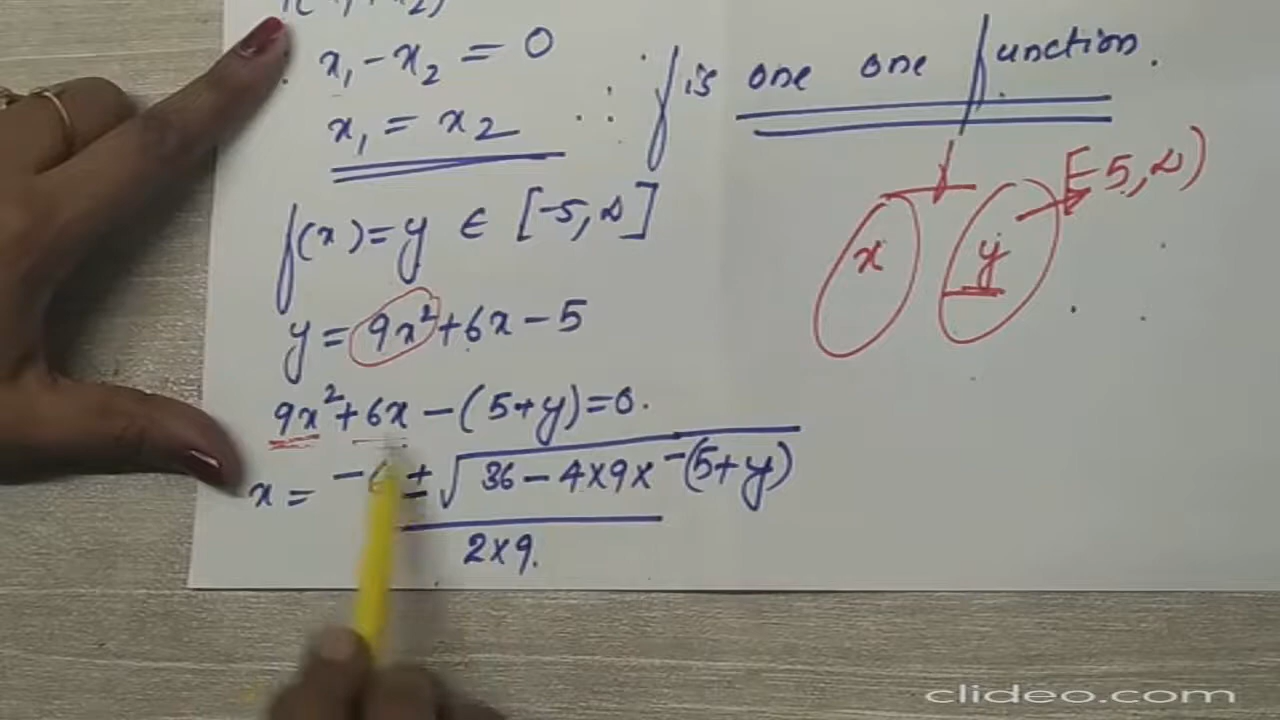 x₁ - x₂ = 0
x₁ = x₂ ∴ f is one one function.
f(x) = y ∈ [-5, ∞]
[-5, ∞)
f
x y
y = 9x² + 6x - 5
9x² + 6x - (5+y) = 0.
x = -6 ± √36 - 4×9× -(5+y)
2×9.
clideo.com